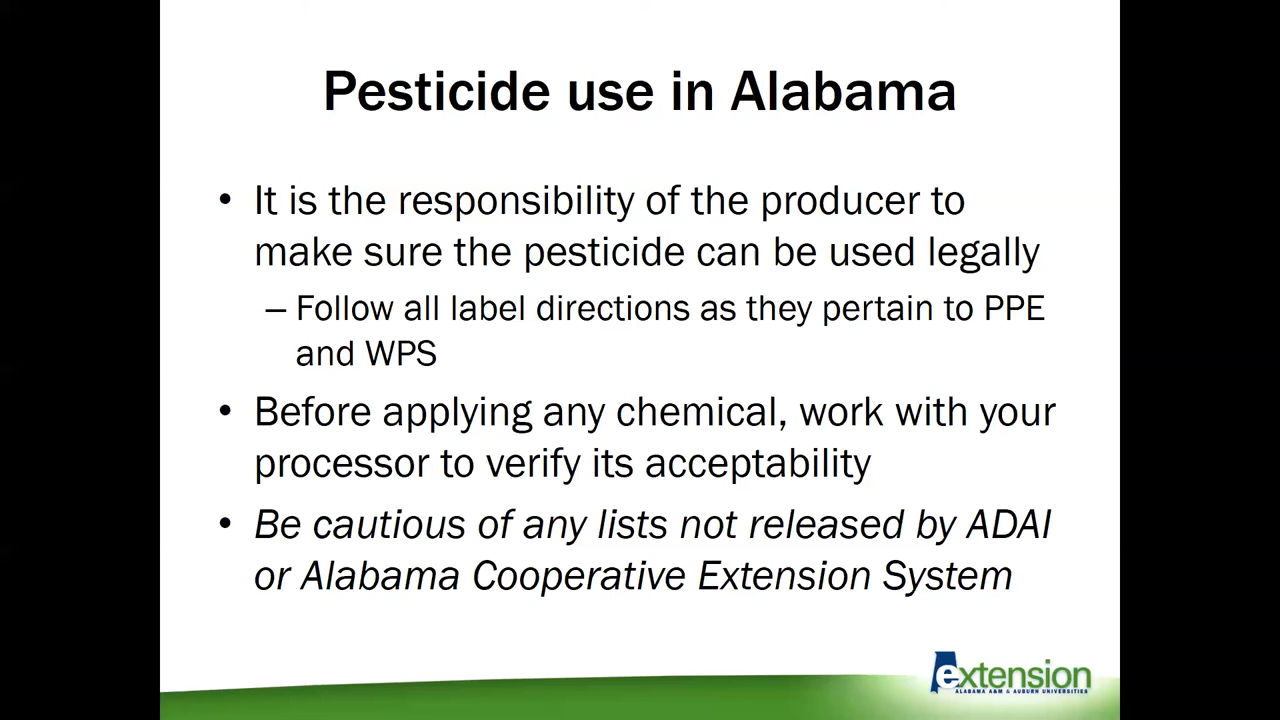 Pesticide use in Alabama
• It is the responsibility of the producer to
make sure the pesticide can be used legally
– Follow all label directions as they pertain to PPE
and WPS
• Before applying any chemical, work with your
processor to verify its acceptability
• Be cautious of any lists not released by ADAI
or Alabama Cooperative Extension System
extension
ALABAMA A&M & AUBURN UNIVERSITIES